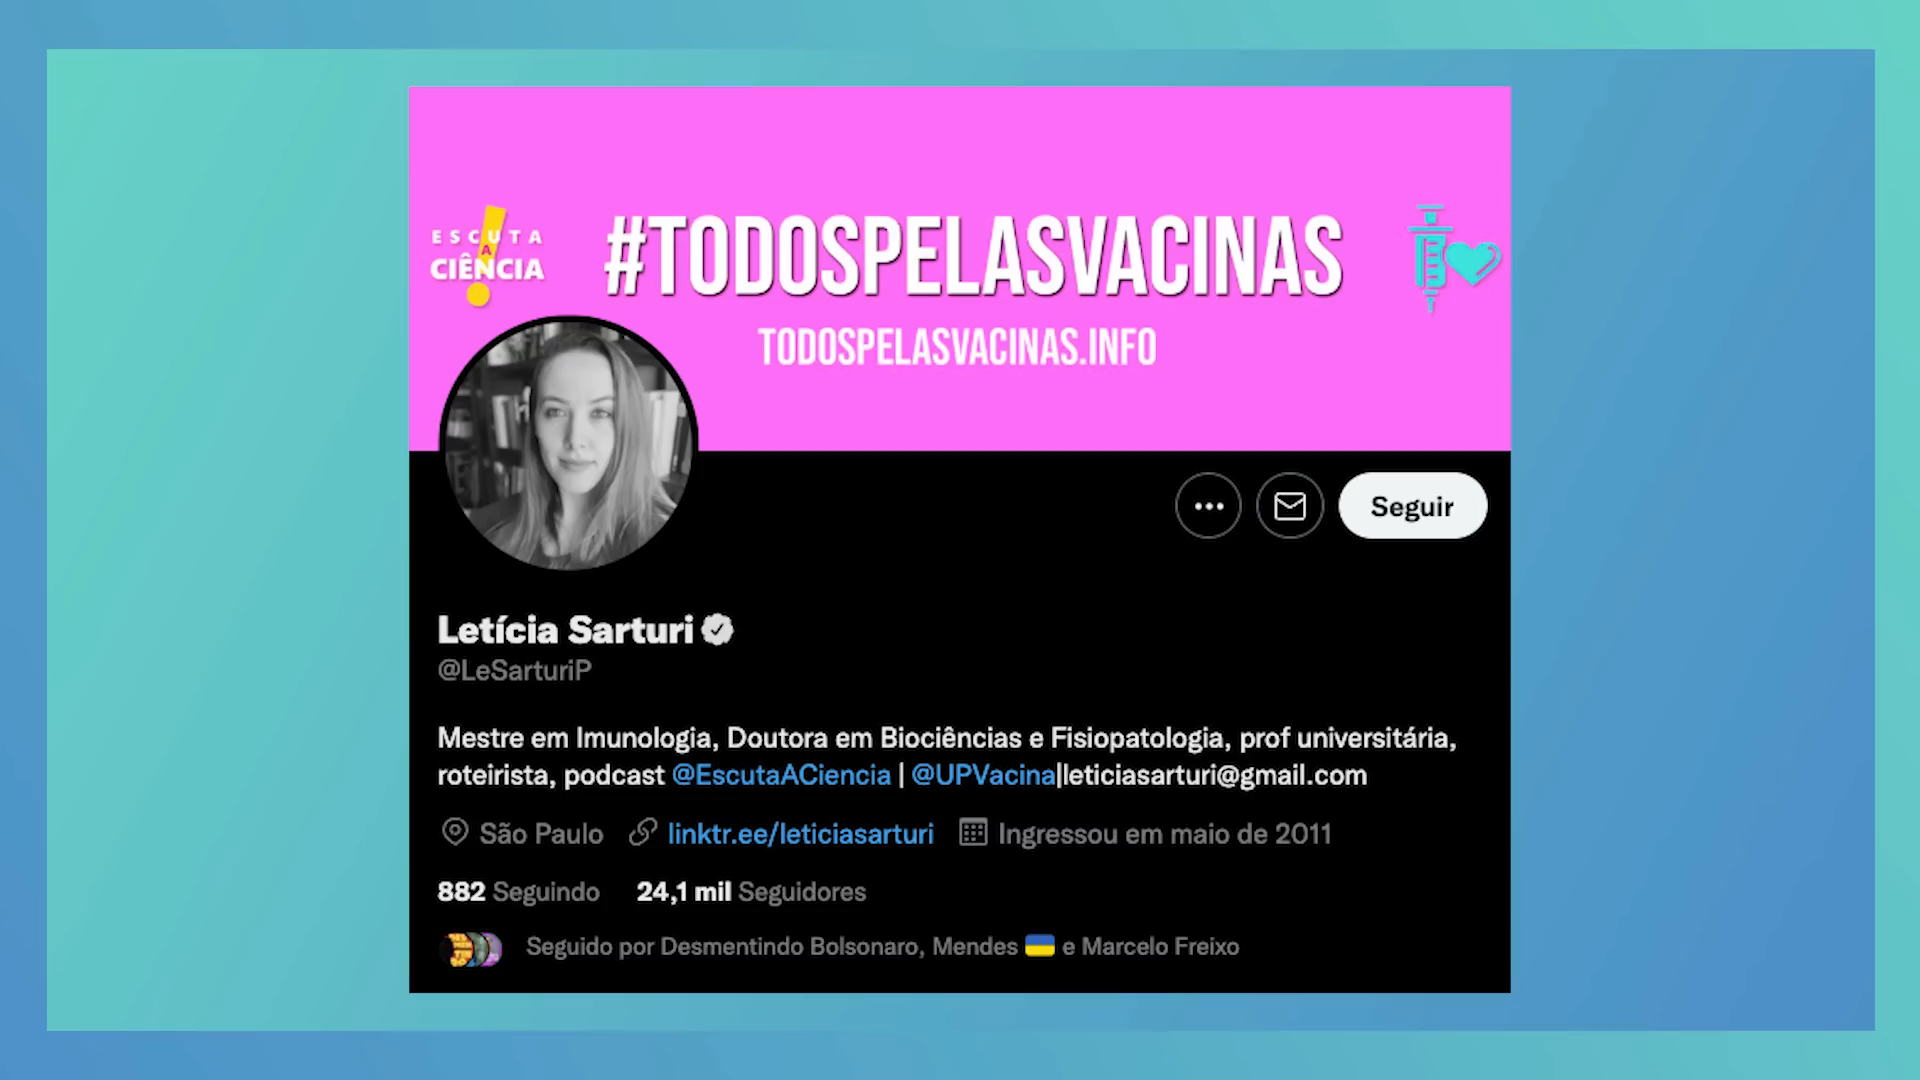 ESCUTA
A
CIÊNCIA
#TODOSPELASVACINAS
TODOSPELASVACINAS.INFO
Seguir
Letícia Sarturi
@LeSarturiP
Mestre em Imunologia, Doutora em Biociências e Fisiopatologia, prof universitária,
roteirista, podcast @EscutaACiencia | @UPVacina|leticiasarturi@gmail.com
São Paulo linktr.ee/leticiasarturi Ingressou em maio de 2011
882 Seguindo 24,1 mil Seguidores
Seguido por Desmentindo Bolsonaro, Mendes 🇺🇦 e Marcelo Freixo